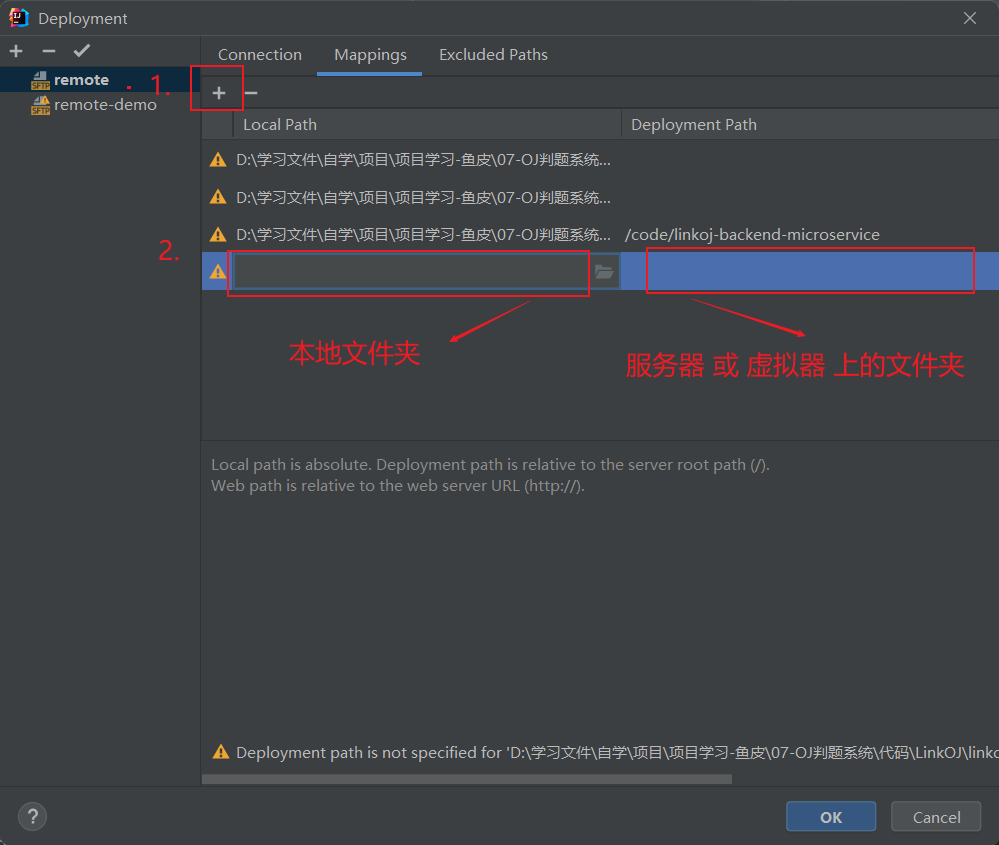 Deployment
Connection Mappings Excluded Paths
remote
remote-demo
1.
Local Path Deployment Path
D:\学习文件\自学\项目\项目学习-鱼皮\07-OJ判题系统...
D:\学习文件\自学\项目\项目学习-鱼皮\07-OJ判题系统...
D:\学习文件\自学\项目\项目学习-鱼皮\07-OJ判题系统... /code/linkoj-backend-microservice
2.
本地文件夹
服务器 或 虚拟器 上的文件夹
Local path is absolute. Deployment path is relative to the server root path (/).
Web path is relative to the web server URL (http://).
Deployment path is not specified for 'D:\学习文件\自学\项目\项目学习-鱼皮\07-OJ判题系统\代码\LinkOJ\linko
? OK Cancel